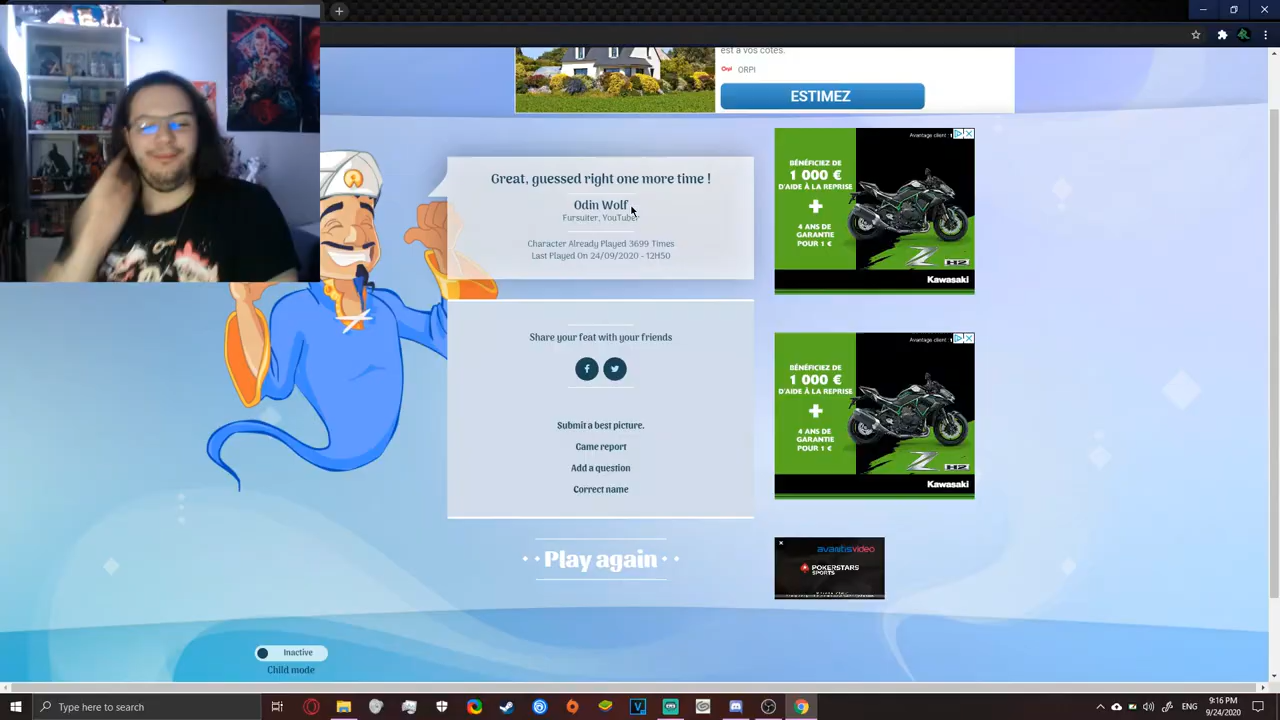 est à vos côtés.
Orpi ORPI
ESTIMEZ
Great, guessed right one more time !
Odin Wolf
Fursuiter, YouTuber
Character Already Played 3699 Times
Last Played On 24/09/2020 - 12H50
Share your feat with your friends
Submit a best picture.
Game report
Add a question
Correct name
Play again
Avantage client
BÉNÉFICIEZ DE
1 000 €
D'AIDE À LA REPRISE
+
4 ANS DE
GARANTIE
POUR 1 €
Z H2
Kawasaki
Avantage client
BÉNÉFICIEZ DE
1 000 €
D'AIDE À LA REPRISE
+
4 ANS DE
GARANTIE
POUR 1 €
Z H2
Kawasaki
avantisvideo
POKERSTARS
SPORTS
Inactive
Child mode
Type here to search
9:16 PM
9/24/2020